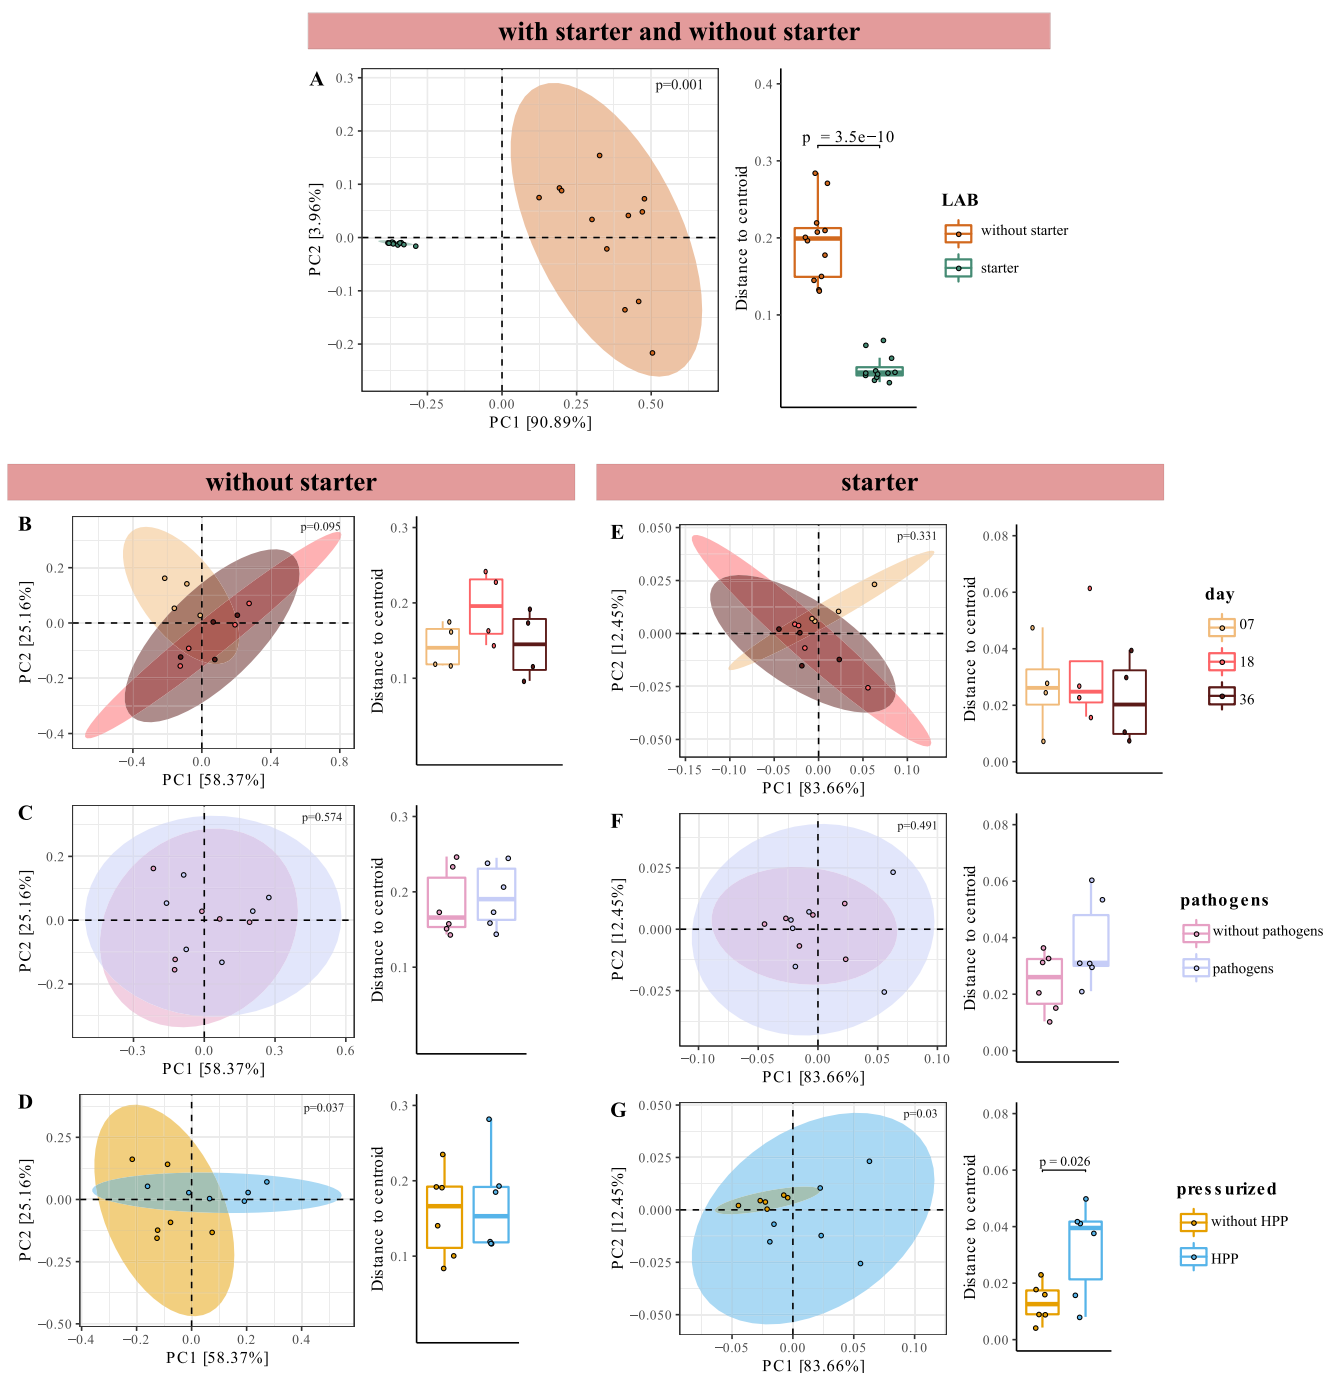 with starter and without starter
A
p=0.001
0.3
0.2
0.1
0.0
−0.1
−0.2
PC2 [3.96%]
−0.25
0.00
0.25
0.50
PC1 [90.89%]
0.4
0.3
0.2
0.1
Distance to centroid
p = 3.5e−10
LAB
without starter
starter
without starter
B
p=0.095
0.2
0.0
−0.2
−0.4
PC2 [25.16%]
−0.4
0.0
0.4
0.8
PC1 [58.37%]
0.3
0.2
0.1
Distance to centroid
C
p=0.574
0.2
0.0
−0.2
PC2 [25.16%]
−0.3
0.0
0.3
0.6
PC1 [58.37%]
0.3
0.2
0.1
Distance to centroid
D
p=0.037
0.25
0.00
−0.25
−0.50
PC2 [25.16%]
−0.4
−0.2
0.0
0.2
0.4
PC1 [58.37%]
0.3
0.2
0.1
Distance to centroid
starter
E
p=0.331
0.050
0.025
0.000
−0.025
−0.050
PC2 [12.45%]
−0.15
−0.10
−0.05
0.00
0.05
0.10
PC1 [83.66%]
0.08
0.06
0.04
0.02
0.00
Distance to centroid
day
07
18
36
F
p=0.491
0.025
0.000
−0.025
PC2 [12.45%]
−0.10
−0.05
0.00
0.05
0.10
PC1 [83.66%]
0.08
0.06
0.04
0.02
0.00
Distance to centroid
pathogens
without pathogens
pathogens
G
p=0.03
0.050
0.025
0.000
−0.025
−0.050
PC2 [12.45%]
−0.05
0.00
0.05
0.10
PC1 [83.66%]
0.08
0.06
0.04
0.02
0.00
Distance to centroid
p = 0.026
pressurized
without HPP
HPP